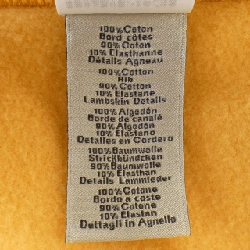 100%Coton
Bord côtes
90% Coton
10% Elasthanne
Détails Agneau
100%Cotton
Rib
90% Cotton
10% Elastane
Lambskin Details
100%Algodón
Borde de canalé
90% Algodón
10% Elastano
Detalles en Cordero
100%Baumwolle
Strickbündchen
90%Baumwolle
10% Elasthan
Details Lammleder
100%Cotone
Bordo a coste
90% Cotone
10% Elastan
Dettagli in Agnello